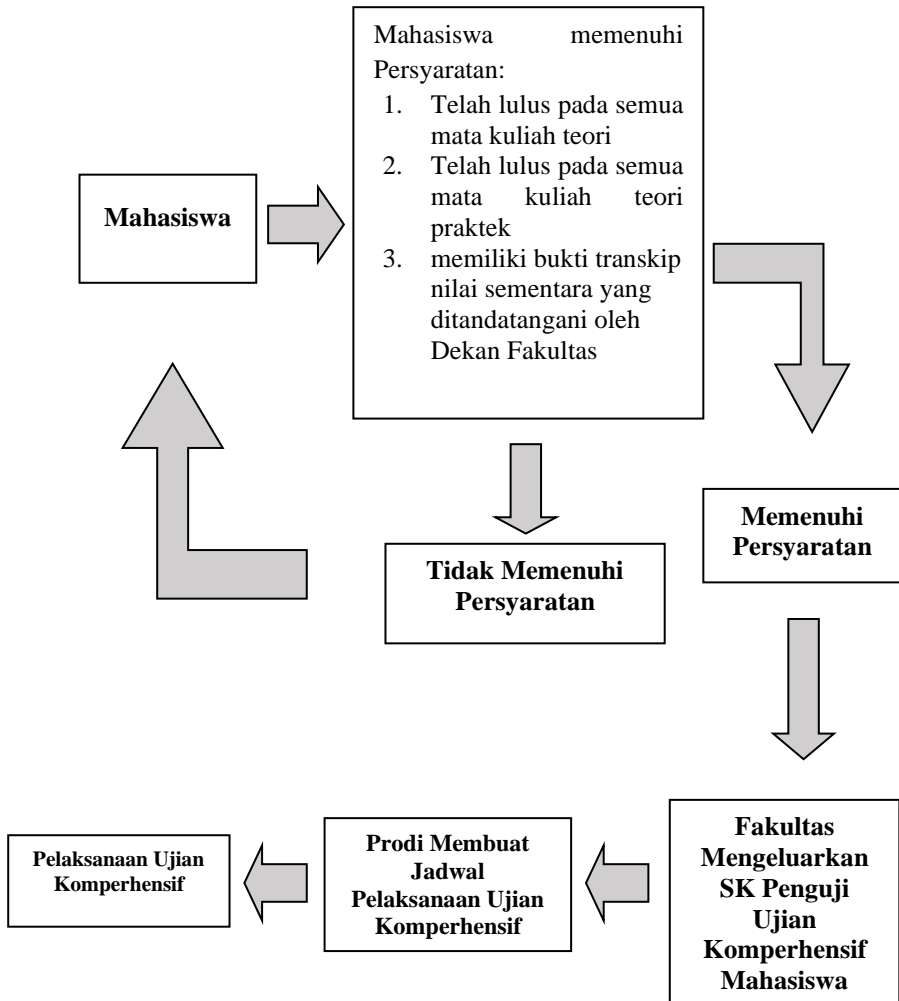 Mahasiswa
Mahasiswa memenuhi
Persyaratan:
1. Telah lulus pada semua
mata kuliah teori
2. Telah lulus pada semua
mata kuliah teori
praktek
3. memiliki bukti transkip
nilai sementara yang
ditandatangani oleh
Dekan Fakultas
Tidak Memenuhi
Persyaratan
Memenuhi
Persyaratan
Fakultas
Mengeluarkan
SK Penguji
Ujian
Komperhensif
Mahasiswa
Prodi Membuat
Jadwal
Pelaksanaan Ujian
Komperhensif
Pelaksanaan Ujian
Komperhensif